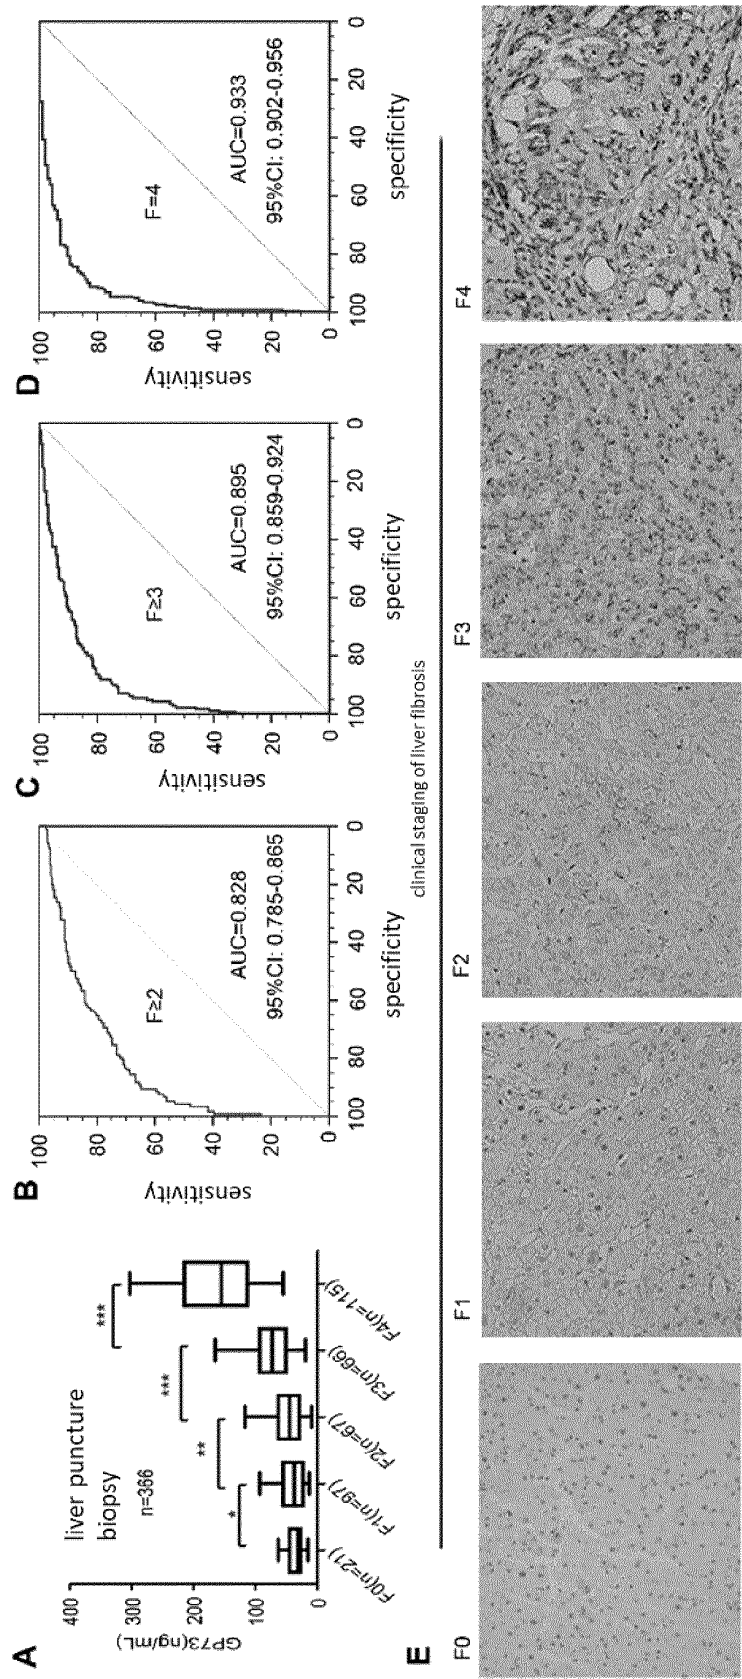 A
liver puncture
biopsy
n=366
GP73(ng/mL)
400
300
200
100
0
*
**
***
***
F0(n=21)
F1(n=97)
F2(n=67)
F3(n=66)
F4(n=115)
B
sensitivity
100
80
60
40
20
0
F≥2
AUC=0.828
95%CI: 0.785-0.865
100 80 60 40 20 0
specificity
C
sensitivity
100
80
60
40
20
0
F≥3
AUC=0.895
95%CI: 0.859-0.924
100 80 60 40 20 0
specificity
D
sensitivity
100
80
60
40
20
0
F=4
AUC=0.933
95%CI: 0.902-0.956
100 80 60 40 20 0
specificity
E
clinical staging of liver fibrosis
F0 F1 F2 F3 F4